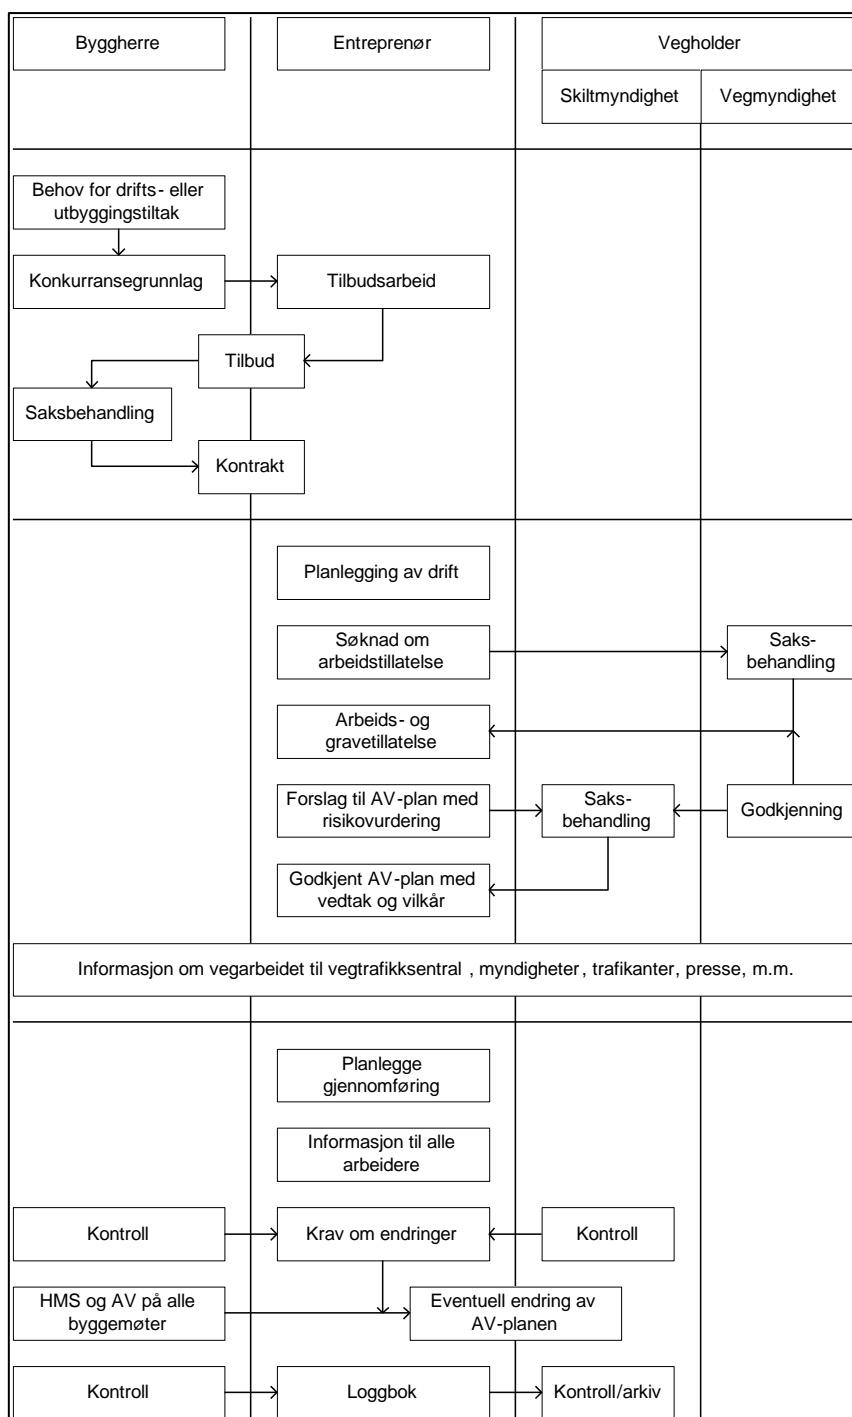 Byggherre
Entreprenør
Vegholder
Skiltmyndighet
Vegmyndighet
Behov for drifts- eller
utbyggingstiltak
Konkurransegrunnlag
Tilbudsarbeid
Tilbud
Saksbehandling
Kontrakt
Planlegging av drift
Søknad om
arbeidstillatelse
Saks-
behandling
Arbeids- og
gravetillatelse
Forslag til AV-plan med
risikovurdering
Saks-
behandling
Godkjenning
Godkjent AV-plan med
vedtak og vilkår
Informasjon om vegarbeidet til vegtrafikksentral , myndigheter, trafikanter, presse, m.m.
Planlegge
gjennomføring
Informasjon til alle
arbeidere
Kontroll
Krav om endringer
Kontroll
HMS og AV på alle
byggemøter
Eventuell endring av
AV-planen
Kontroll
Loggbok
Kontroll/arkiv